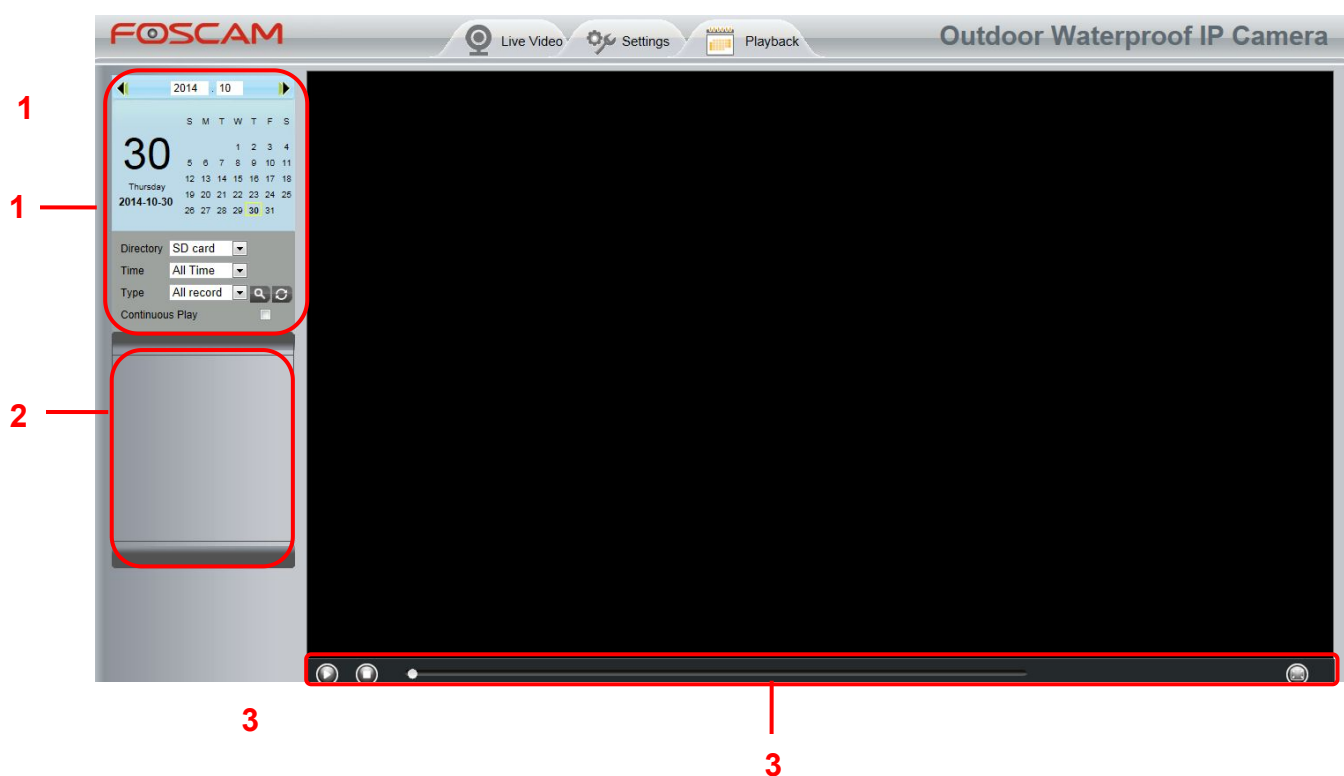 FOSCAM
Live Video
Settings
Playback
Outdoor Waterproof IP Camera
1
2014 . 10
S M T W T F S
1 2 3 4
5 6 7 8 9 10 11
12 13 14 15 16 17 18
19 20 21 22 23 24 25
26 27 28 29 30 31
30
Thursday
2014-10-30
1
Directory SD card
Time All Time
Type All record
Continuous Play
2
3
3